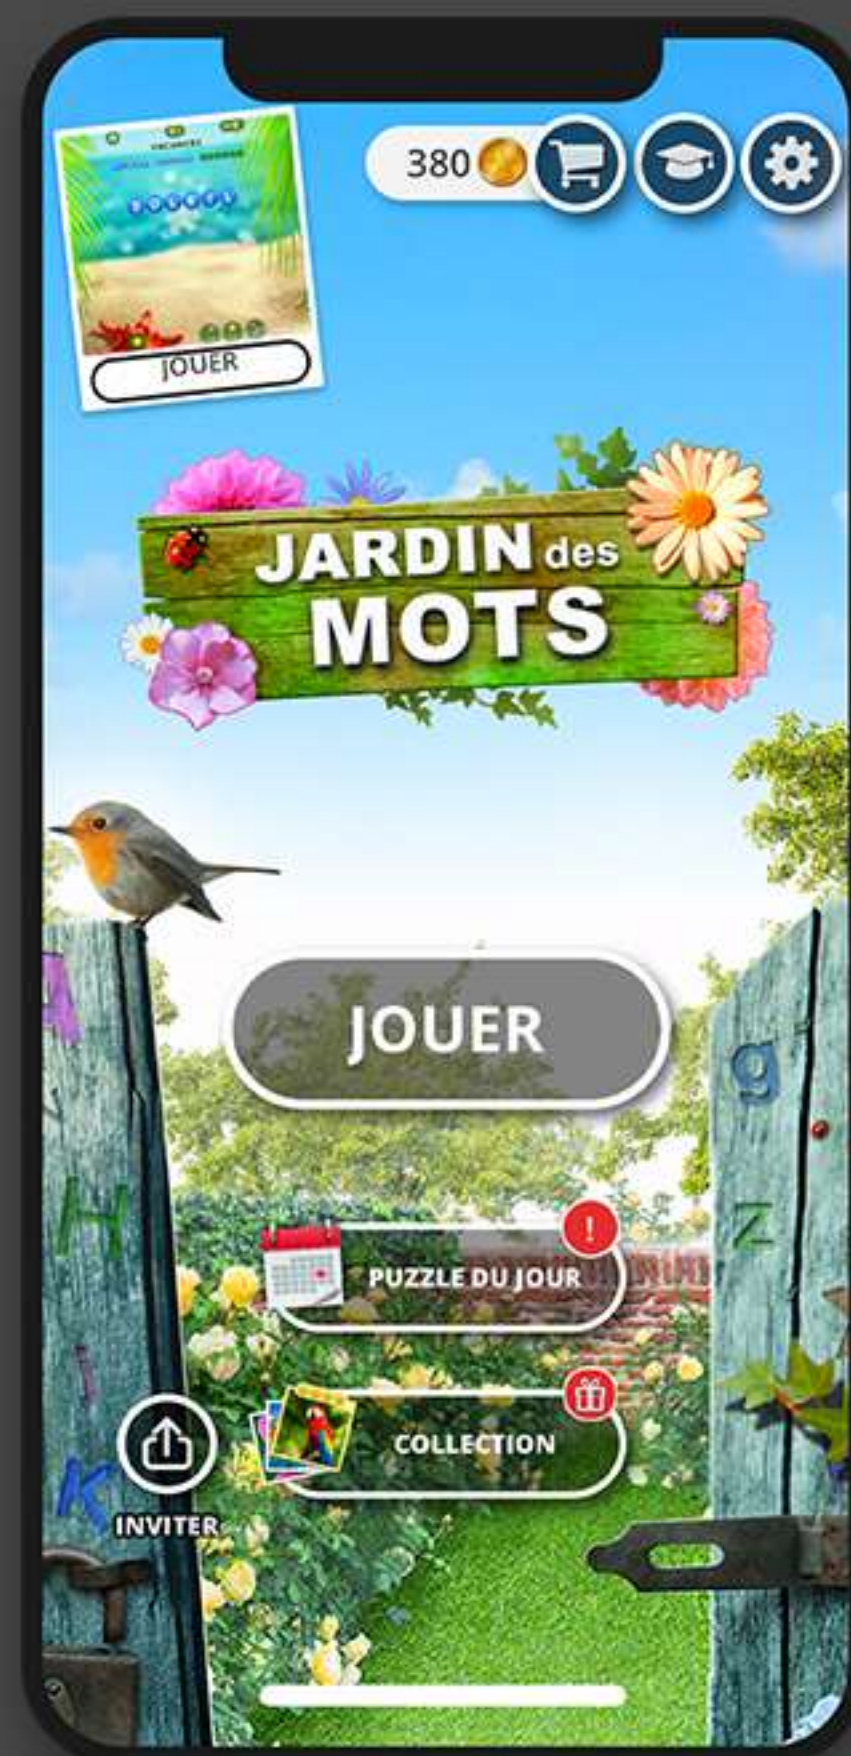 380
JOUER
JARDIN des
MOTS
JOUER
A
g
H
Z
PUZZLE DU JOUR
!
I
COLLECTION
K
INVITER